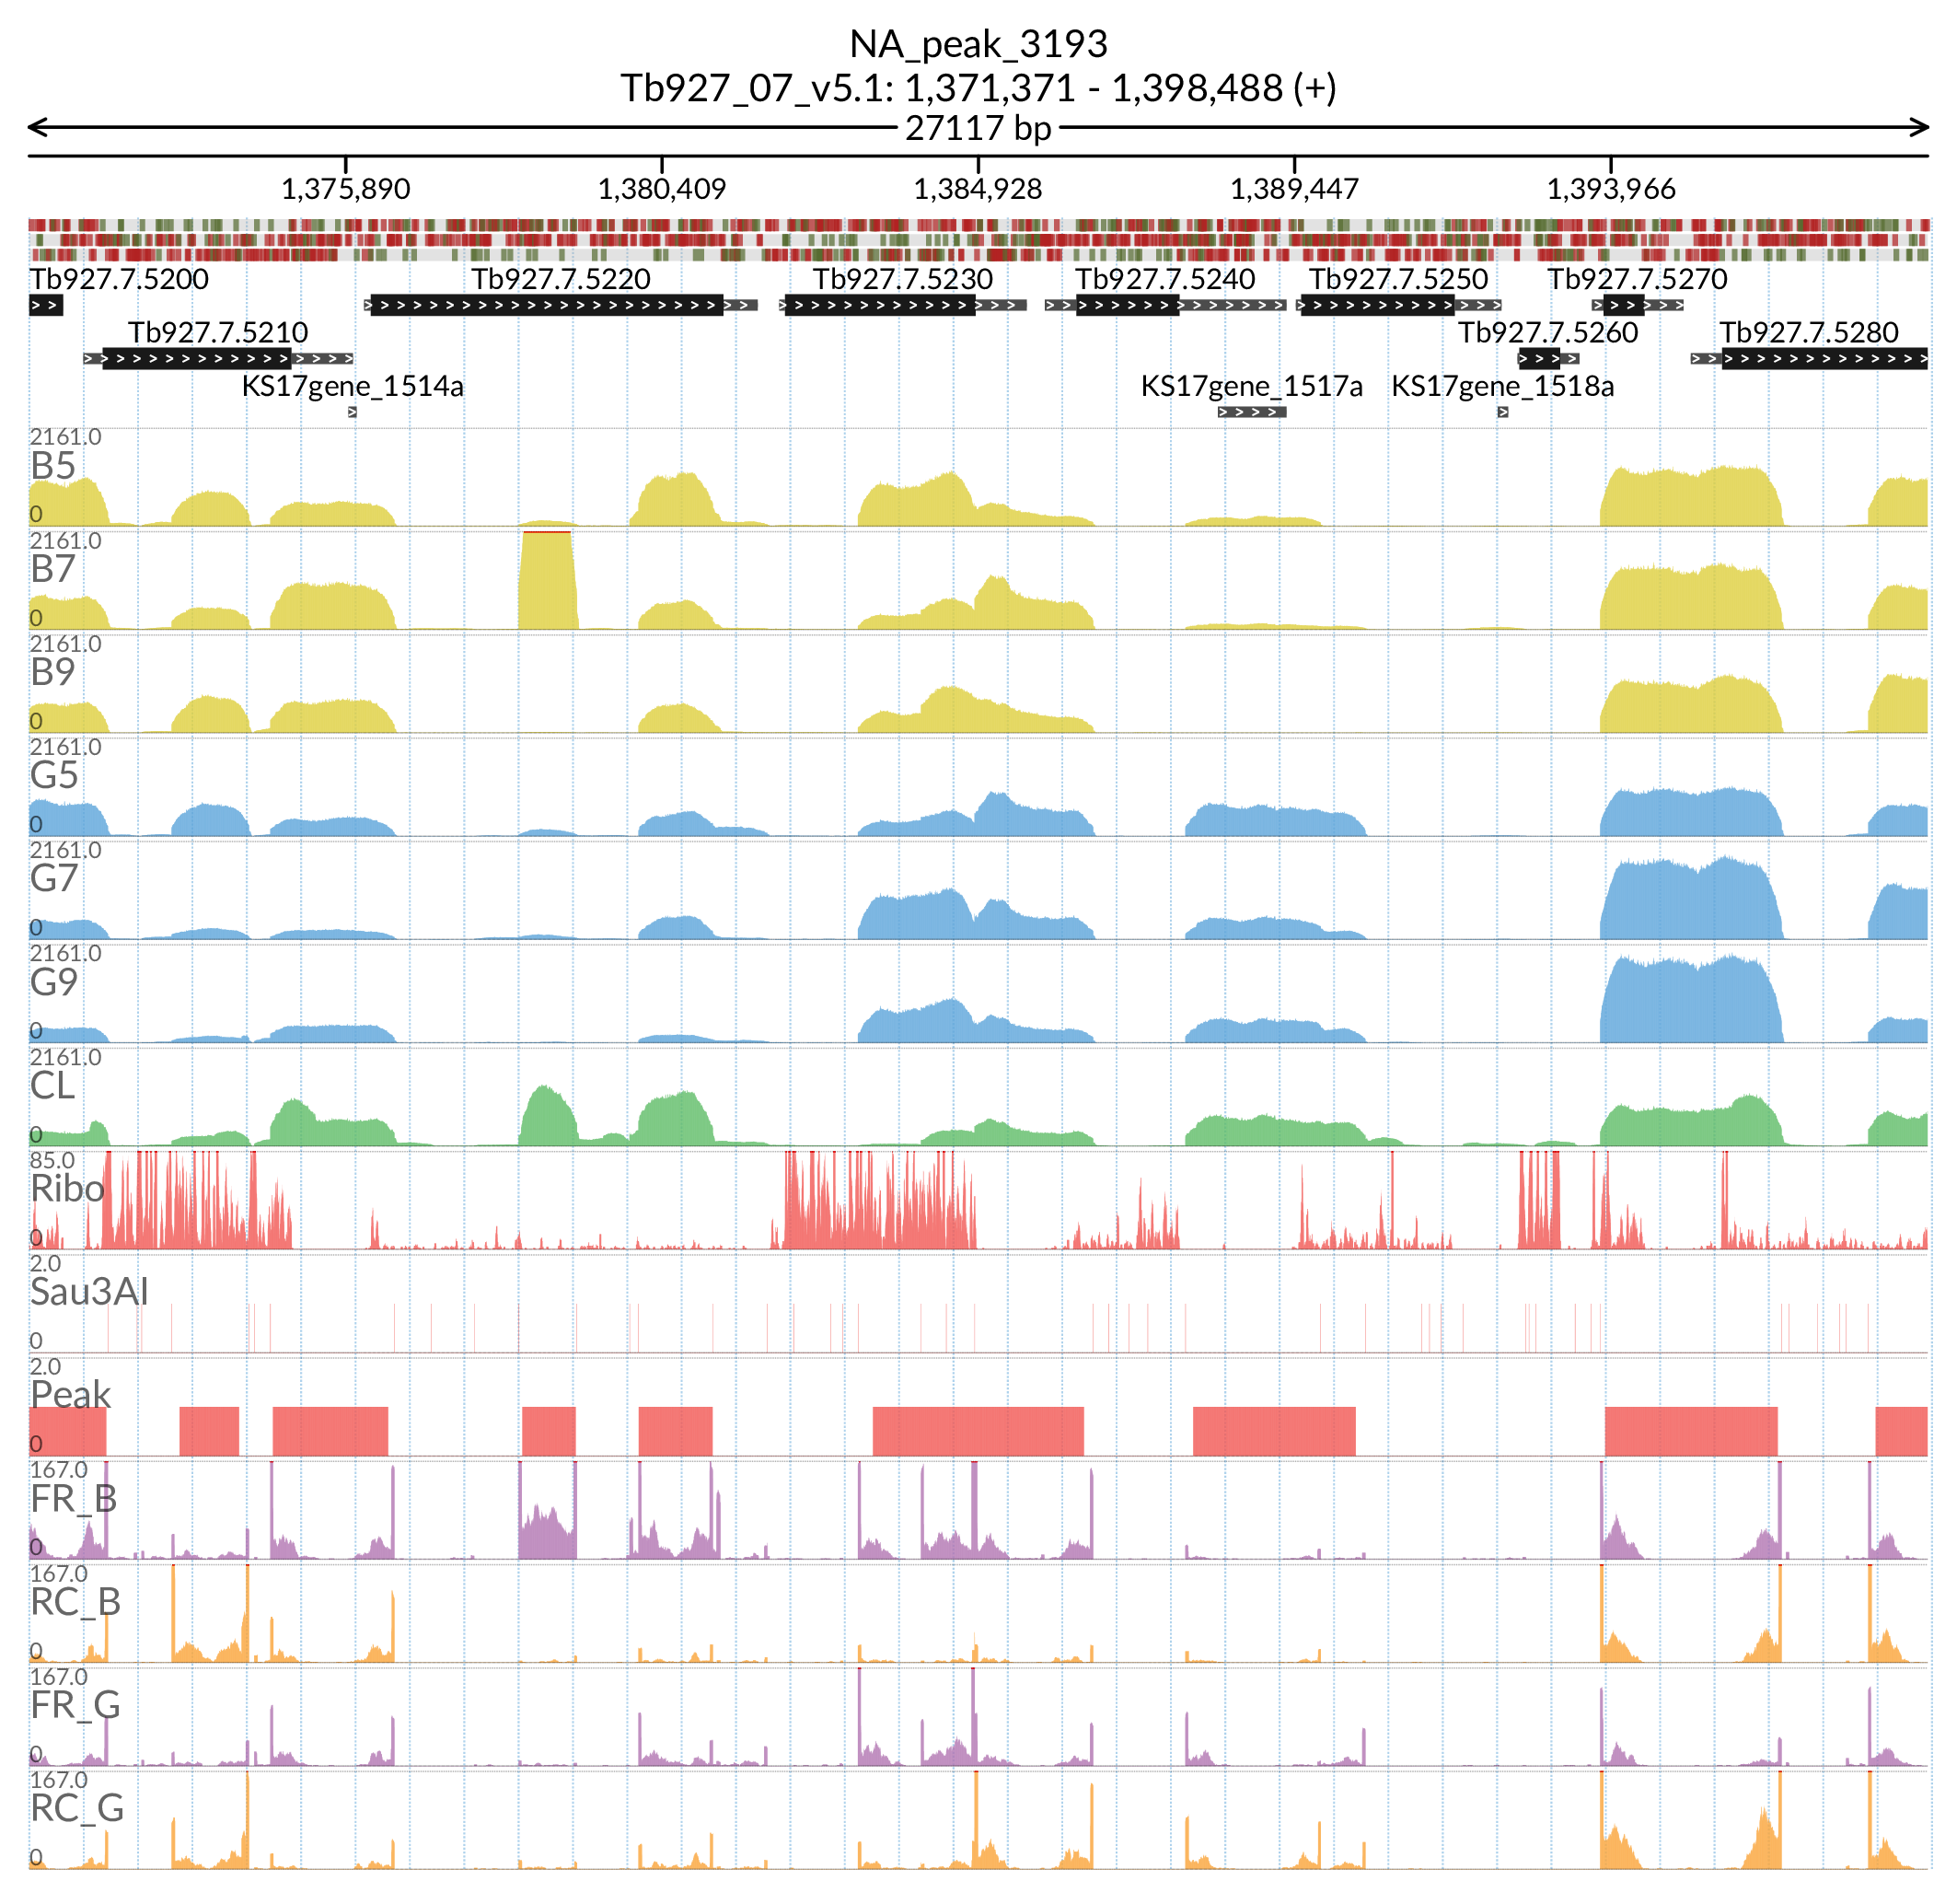 NA_peak_3193
Tb927_07_v5.1: 1,371,371 - 1,398,488 (+)
27117 bp
1,375,890 1,380,409 1,384,928 1,389,447 1,393,966
Tb927.7.5200 Tb927.7.5220 Tb927.7.5230 Tb927.7.5240 Tb927.7.5250 Tb927.7.5270
Tb927.7.5210 Tb927.7.5260 Tb927.7.5280
KS17gene_1514a KS17gene_1517a KS17gene_1518a
2161.0
B5
0
2161.0
B7
0
2161.0
B9
0
2161.0
G5
0
2161.0
G7
0
2161.0
G9
0
2161.0
CL
0
85.0
Ribo
0
2.0
Sau3AI
0
2.0
Peak
0
167.0
FR_B
0
167.0
RC_B
0
167.0
FR_G
0
167.0
RC_G
0